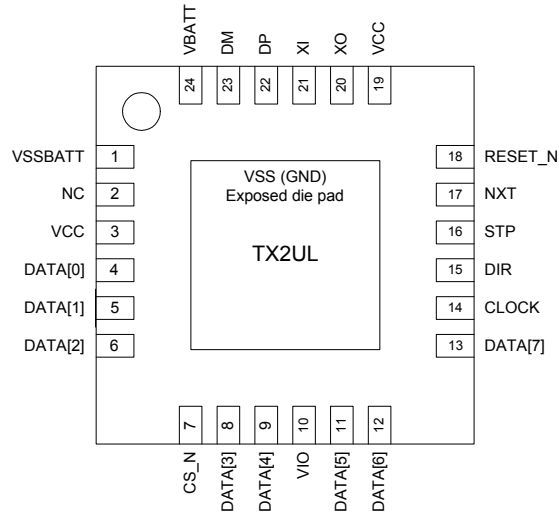 VBATT
DM
DP
XI
XO
VCC
24
23
22
21
20
19
VSSBATT 1
NC 2
VCC 3
DATA[0] 4
DATA[1] 5
DATA[2] 6
VSS (GND)
Exposed die pad
TX2UL
18 RESET_N
17 NXT
16 STP
15 DIR
14 CLOCK
13 DATA[7]
7
8
9
10
11
12
CS_N
DATA[3]
DATA[4]
VIO
DATA[5]
DATA[6]